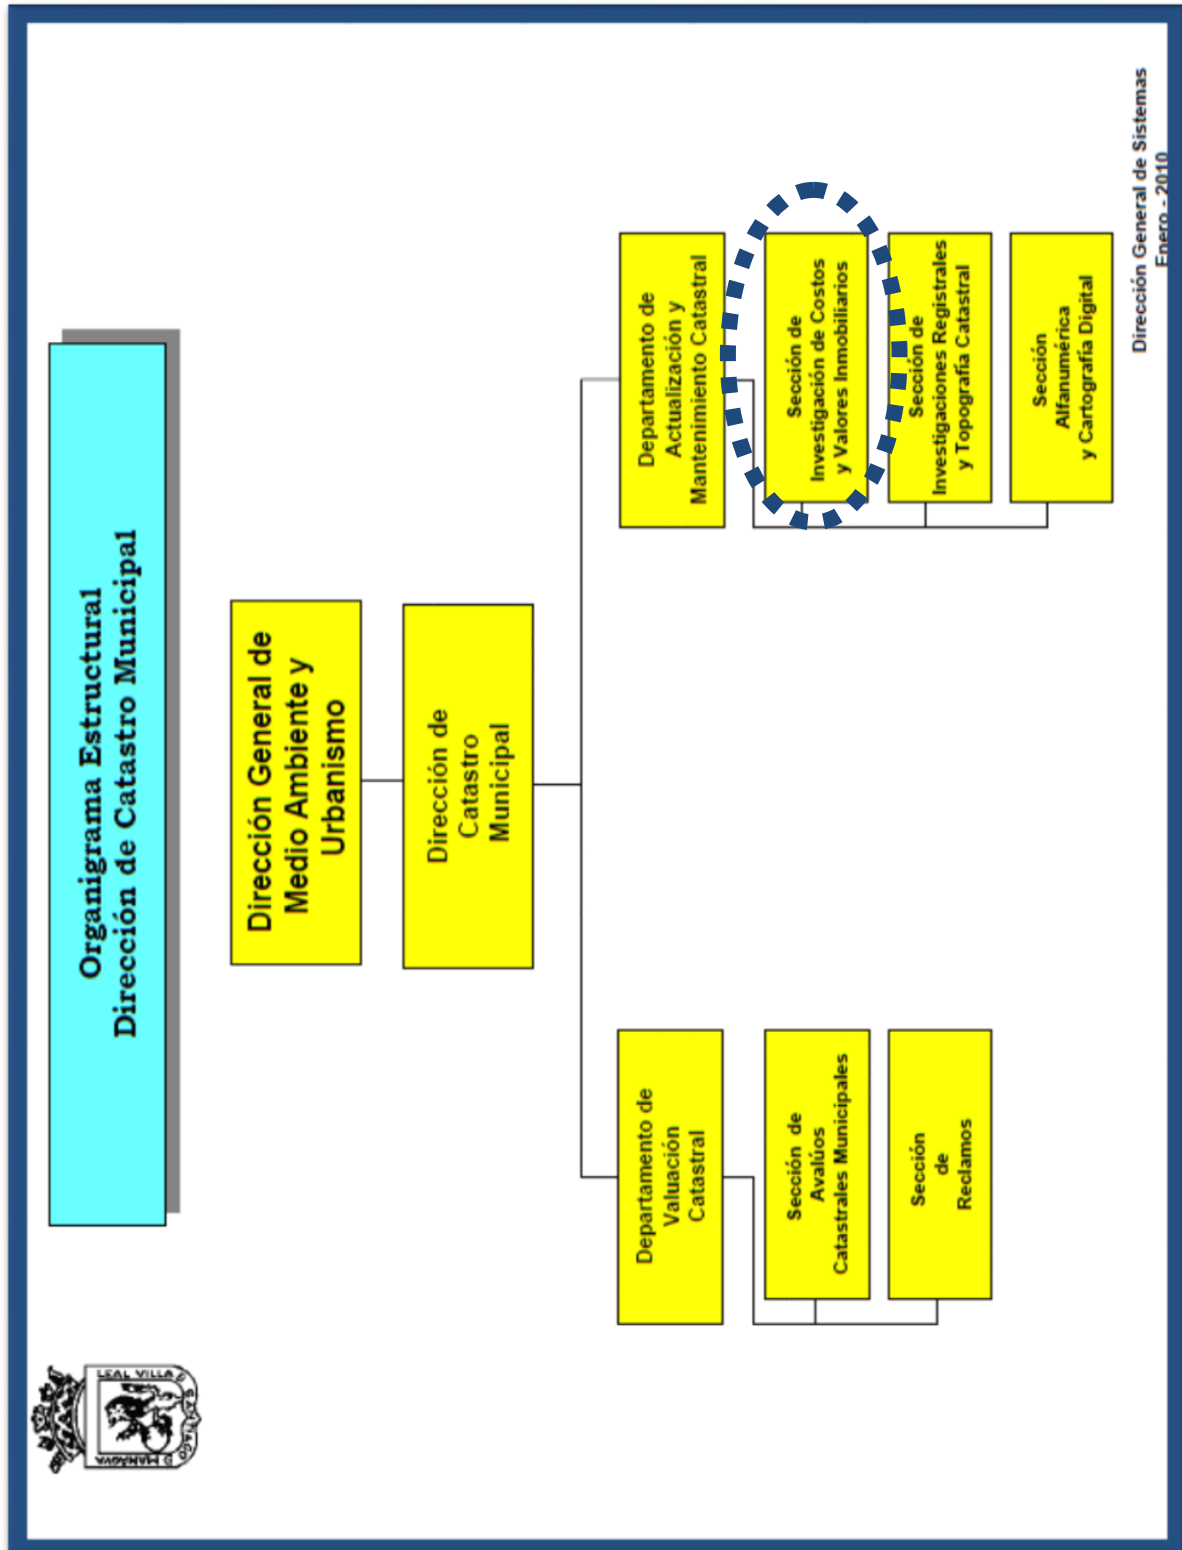 LEAL VILLA D SANTIAGO D MANAGUA
Organigrama Estructural
Dirección de Catastro Municipal
Dirección General de
Medio Ambiente y
Urbanismo
Dirección de
Catastro
Municipal
Departamento de
Valuación
Catastral
Sección de
Avalúos
Catastrales Municipales
Sección
de
Reclamos
Departamento de
Actualización y
Mantenimiento Catastral
Sección de
Investigación de Costos
y Valores Inmobiliarios
Sección de
Investigaciones Registrales
y Topografía Catastral
Sección
Alfanumérica
y Cartografía Digital
Dirección General de Sistemas
Enero - 2010